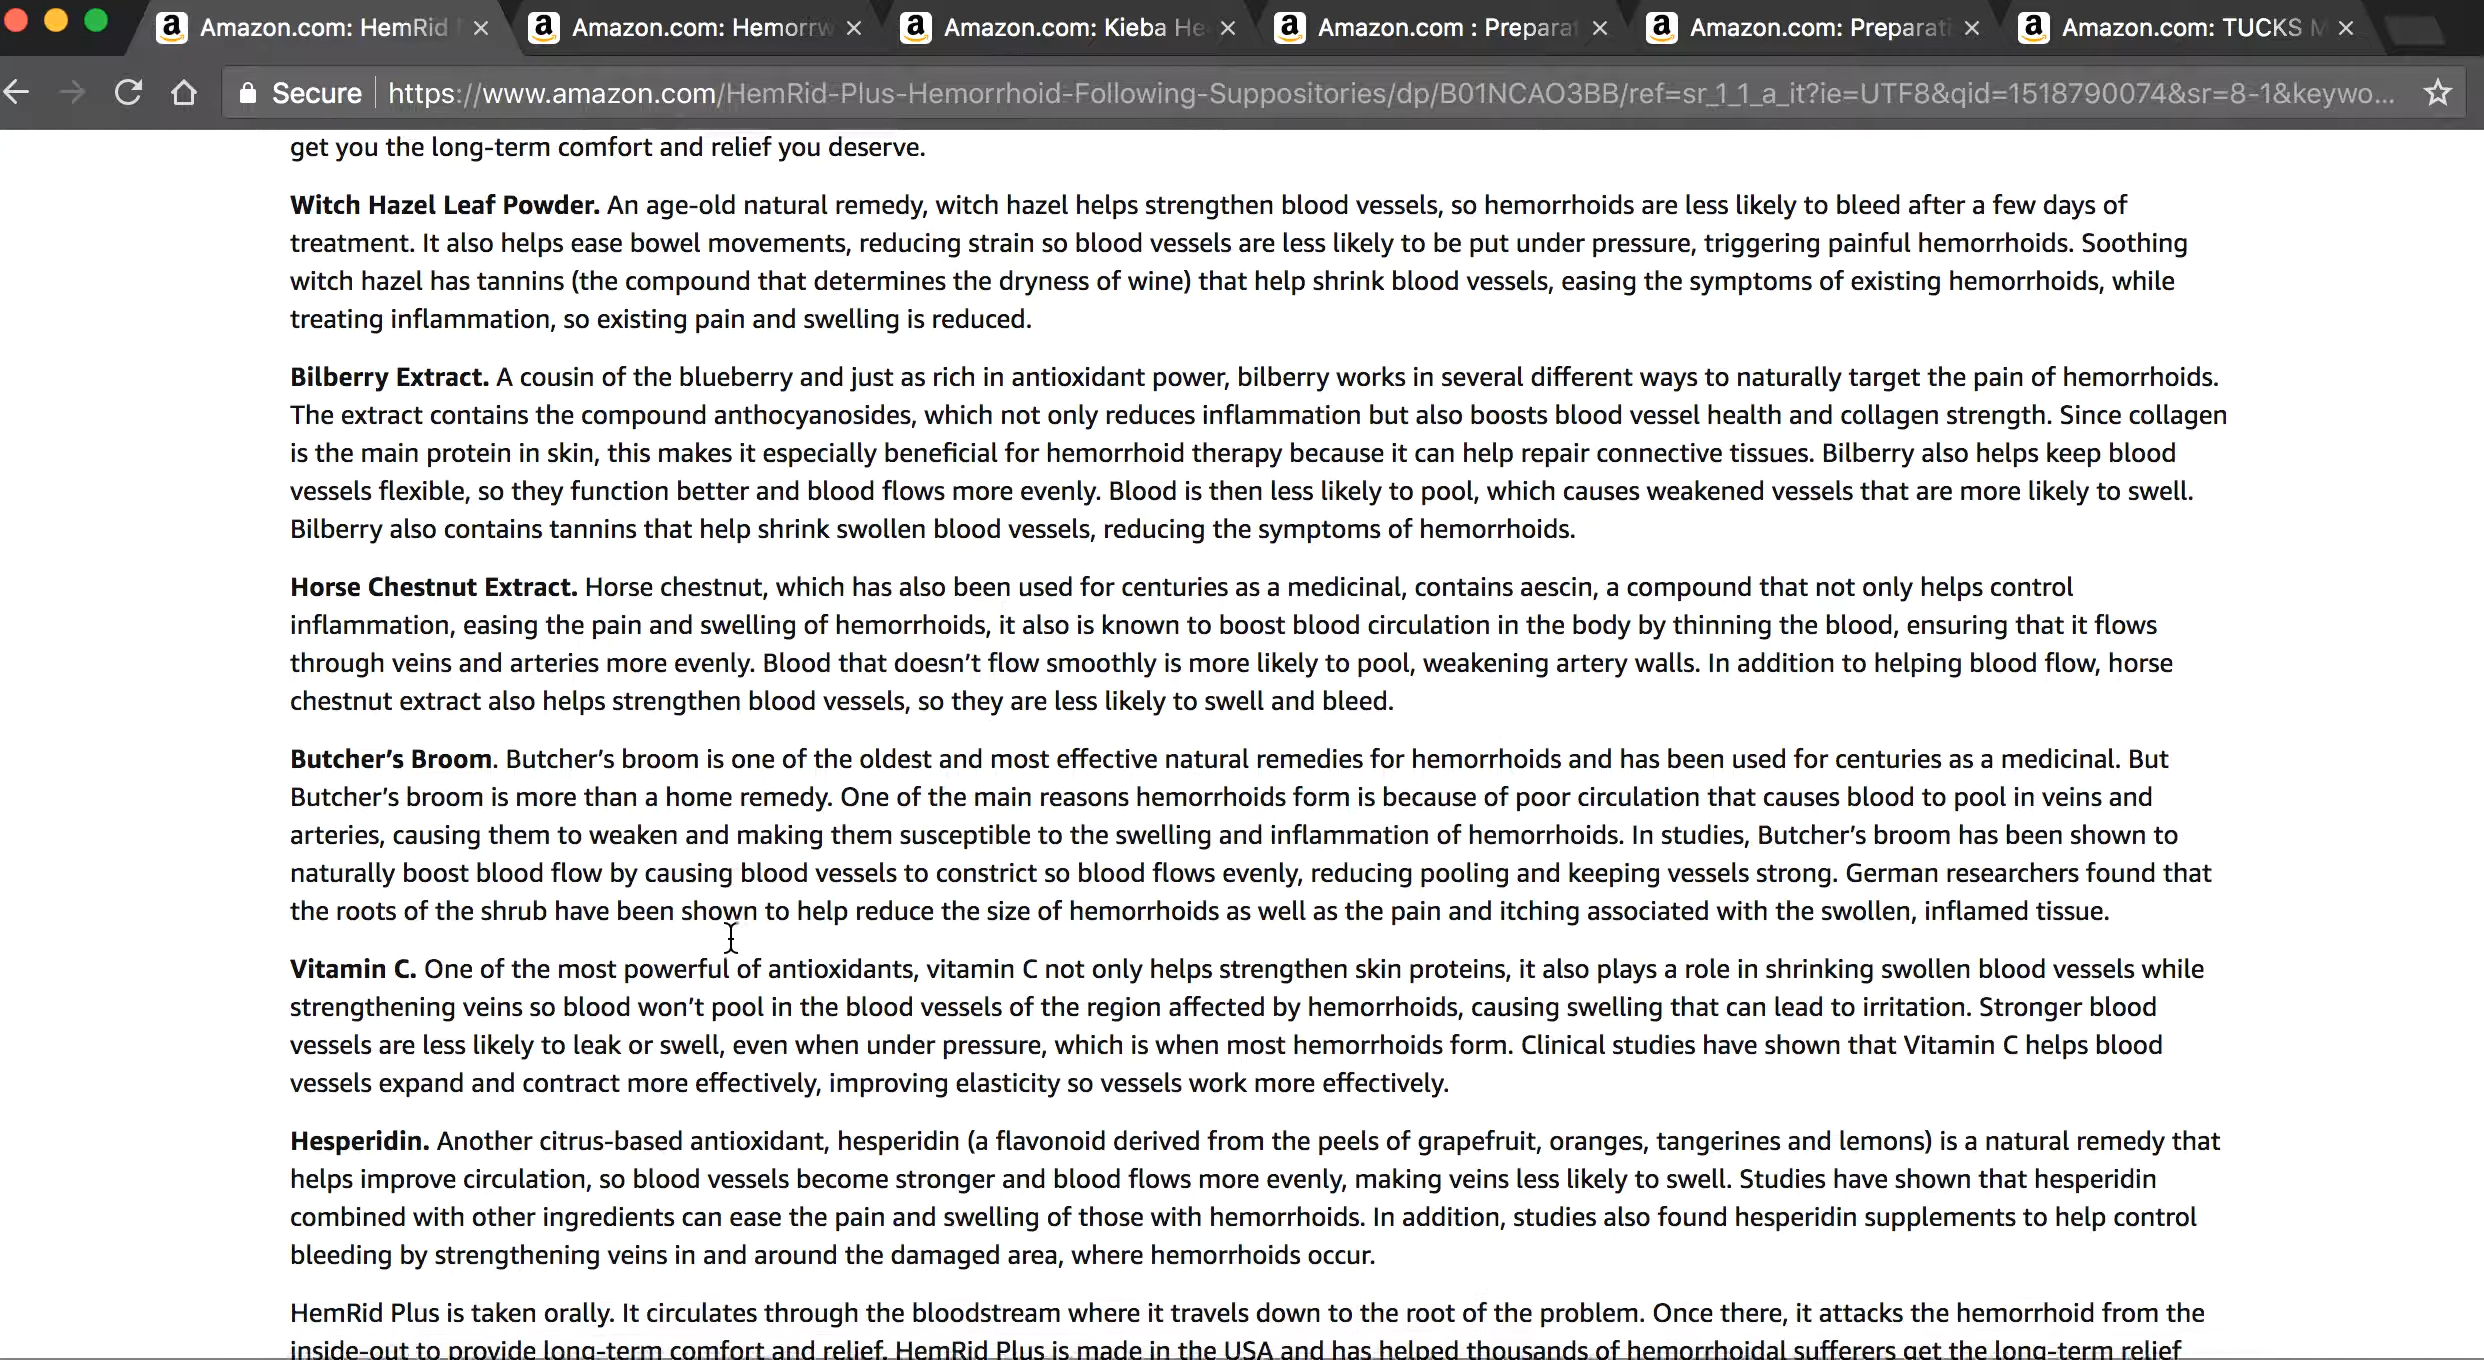 Amazon.com: HemRid
Amazon.com: Hemorrw
Amazon.com: Kieba He
Amazon.com : Preparat
Amazon.com: Preparati
Amazon.com: TUCKS M
Secure https://www.amazon.com/HemRid-Plus-Hemorrhoid-Following-Suppositories/dp/B01NCAO3BB/ref=sr_1_1_a_it?ie=UTF8&qid=1518790074&sr=8-1&keywo...
get you the long-term comfort and relief you deserve.
Witch Hazel Leaf Powder. An age-old natural remedy, witch hazel helps strengthen blood vessels, so hemorrhoids are less likely to bleed after a few days of
treatment. It also helps ease bowel movements, reducing strain so blood vessels are less likely to be put under pressure, triggering painful hemorrhoids. Soothing
witch hazel has tannins (the compound that determines the dryness of wine) that help shrink blood vessels, easing the symptoms of existing hemorrhoids, while
treating inflammation, so existing pain and swelling is reduced.
Bilberry Extract. A cousin of the blueberry and just as rich in antioxidant power, bilberry works in several different ways to naturally target the pain of hemorrhoids.
The extract contains the compound anthocyanosides, which not only reduces inflammation but also boosts blood vessel health and collagen strength. Since collagen
is the main protein in skin, this makes it especially beneficial for hemorrhoid therapy because it can help repair connective tissues. Bilberry also helps keep blood
vessels flexible, so they function better and blood flows more evenly. Blood is then less likely to pool, which causes weakened vessels that are more likely to swell.
Bilberry also contains tannins that help shrink swollen blood vessels, reducing the symptoms of hemorrhoids.
Horse Chestnut Extract. Horse chestnut, which has also been used for centuries as a medicinal, contains aescin, a compound that not only helps control
inflammation, easing the pain and swelling of hemorrhoids, it also is known to boost blood circulation in the body by thinning the blood, ensuring that it flows
through veins and arteries more evenly. Blood that doesn’t flow smoothly is more likely to pool, weakening artery walls. In addition to helping blood flow, horse
chestnut extract also helps strengthen blood vessels, so they are less likely to swell and bleed.
Butcher’s Broom. Butcher’s broom is one of the oldest and most effective natural remedies for hemorrhoids and has been used for centuries as a medicinal. But
Butcher’s broom is more than a home remedy. One of the main reasons hemorrhoids form is because of poor circulation that causes blood to pool in veins and
arteries, causing them to weaken and making them susceptible to the swelling and inflammation of hemorrhoids. In studies, Butcher’s broom has been shown to
naturally boost blood flow by causing blood vessels to constrict so blood flows evenly, reducing pooling and keeping vessels strong. German researchers found that
the roots of the shrub have been shown to help reduce the size of hemorrhoids as well as the pain and itching associated with the swollen, inflamed tissue.
Vitamin C. One of the most powerful of antioxidants, vitamin C not only helps strengthen skin proteins, it also plays a role in shrinking swollen blood vessels while
strengthening veins so blood won’t pool in the blood vessels of the region affected by hemorrhoids, causing swelling that can lead to irritation. Stronger blood
vessels are less likely to leak or swell, even when under pressure, which is when most hemorrhoids form. Clinical studies have shown that Vitamin C helps blood
vessels expand and contract more effectively, improving elasticity so vessels work more effectively.
Hesperidin. Another citrus-based antioxidant, hesperidin (a flavonoid derived from the peels of grapefruit, oranges, tangerines and lemons) is a natural remedy that
helps improve circulation, so blood vessels become stronger and blood flows more evenly, making veins less likely to swell. Studies have shown that hesperidin
combined with other ingredients can ease the pain and swelling of those with hemorrhoids. In addition, studies also found hesperidin supplements to help control
bleeding by strengthening veins in and around the damaged area, where hemorrhoids occur.
HemRid Plus is taken orally. It circulates through the bloodstream where it travels down to the root of the problem. Once there, it attacks the hemorrhoid from the
inside-out to provide long-term comfort and relief. HemRid Plus is made in the USA and has helped thousands of hemorrhoidal sufferers get the long-term relief